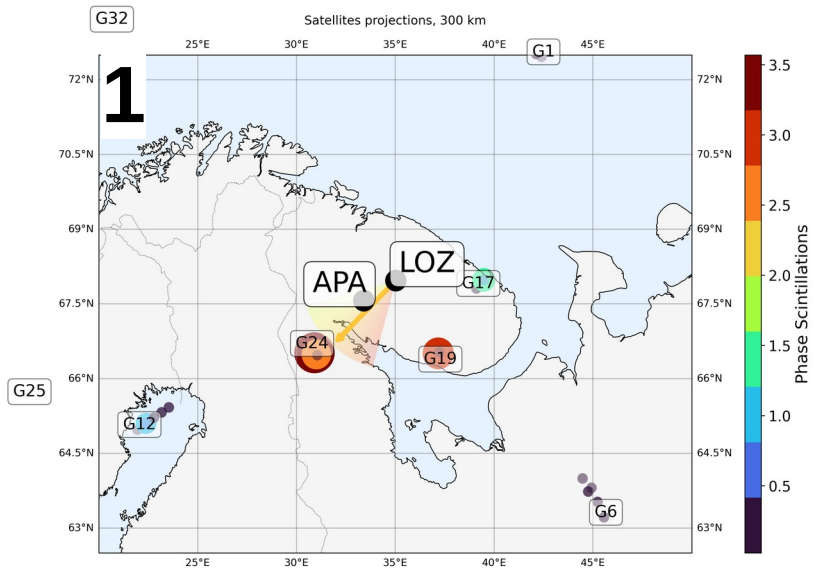 G32
Satellites projections, 300 km
25°E 30°E 35°E 40°E 45°E
G1
1
72°N 72°N
70.5°N 70.5°N
69°N 69°N
67.5°N 67.5°N
66°N 66°N
64.5°N 64.5°N
63°N 63°N
LOZ
APA
G17
G24
G19
G25
G12
G6
25°E 30°E 35°E 40°E 45°E
3.5
3.0
2.5
2.0
1.5
1.0
0.5
Phase Scintillations